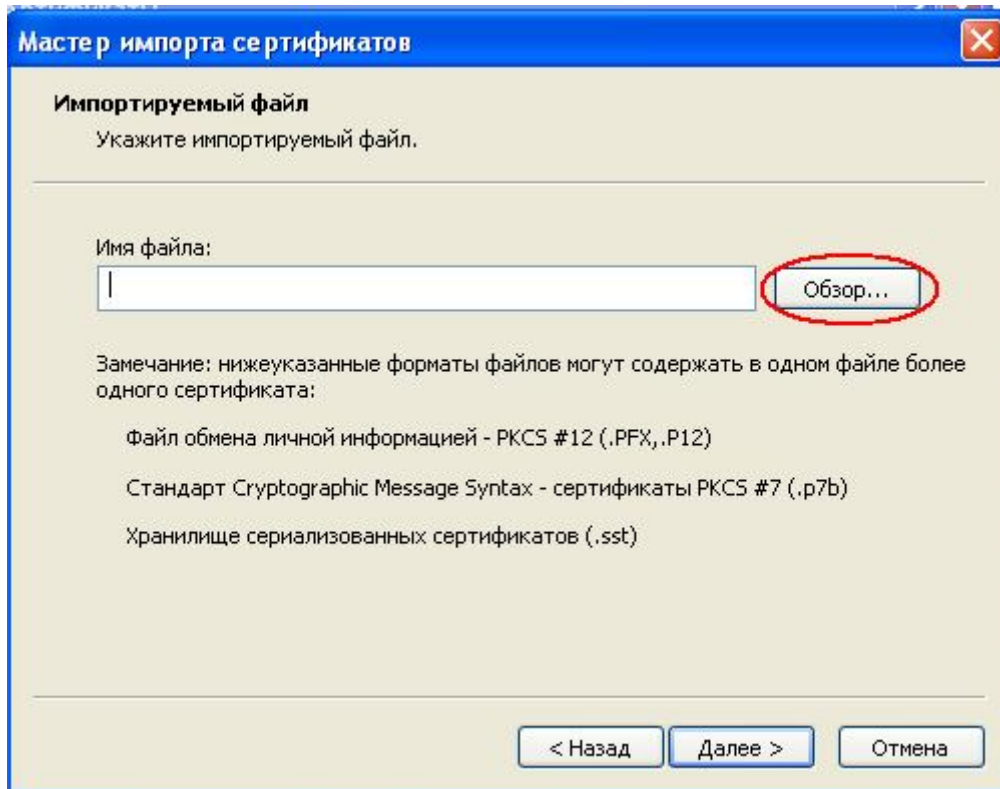 Мастер импорта сертификатов
Импортируемый файл
Укажите импортируемый файл.
Имя файла:
Обзор...
Замечание: нижеуказанные форматы файлов могут содержать в одном файле более
одного сертификата:
Файл обмена личной информацией - PKCS #12 (.PFX,.P12)
Стандарт Cryptographic Message Syntax - сертификаты PKCS #7 (.p7b)
Хранилище сериализованных сертификатов (.sst)
< Назад
Далее >
Отмена